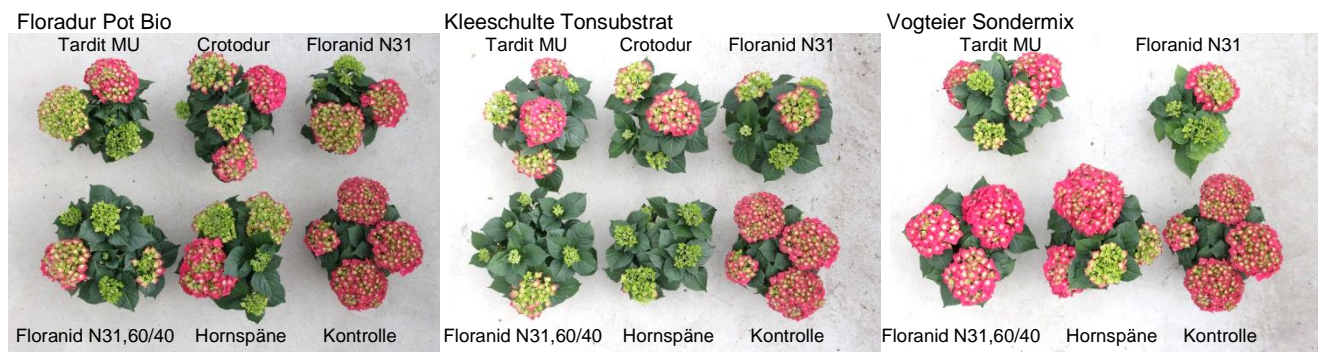 Floradur Pot Bio Kleeschulte Tonsubstrat Vogteier Sondermix
Tardit MU Crotodur Floranid N31 Tardit MU Crotodur Floranid N31 Tardit MU Floranid N31
Floranid N31,60/40 Hornspäne Kontrolle Floranid N31,60/40 Hornspäne Kontrolle Floranid N31,60/40 Hornspäne Kontrolle